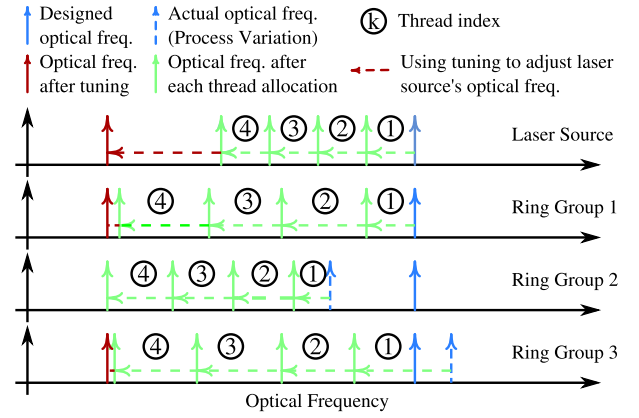 Designed
optical freq.
Actual optical freq.
(Process Variation)
k Thread index
Optical freq.
after tuning
Optical freq. after
each thread allocation
Using tuning to adjust laser
source's optical freq.
4 3 2 1 Laser Source
4 3 2 1 Ring Group 1
4 3 2 1 Ring Group 2
4 3 2 1 Ring Group 3
Optical Frequency